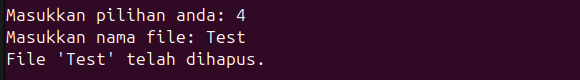 Masukkan pilihan anda: 4
Masukkan nama file: Test
File 'Test' telah dihapus.